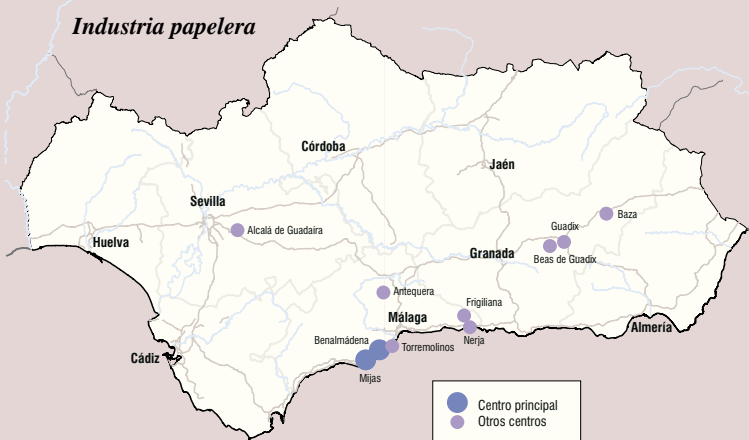 Industria papelera
Córdoba
Jaén
Sevilla
Alcalá de Guadaira
Baza
Guadix
Huelva
Granada
Beas de Guadix
Antequera
Frigiliana
Málaga
Almería
Benalmádena
Torremolinos
Nerja
Cádiz
Mijas
Centro principal
Otros centros